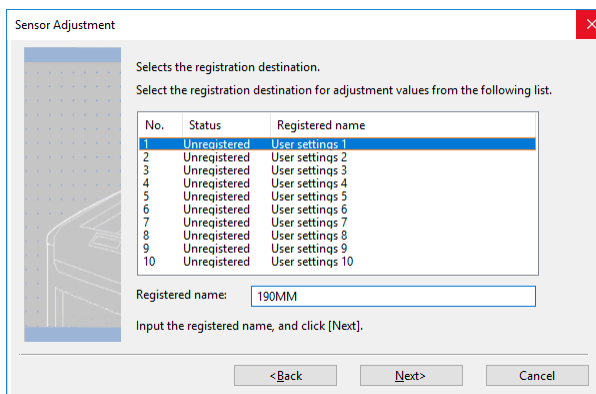 Sensor Adjustment
Selects the registration destination.
Select the registration destination for adjustment values from the following list.
No. Status Registered name
1 Unregistered User settings 1
2 Unregistered User settings 2
3 Unregistered User settings 3
4 Unregistered User settings 4
5 Unregistered User settings 5
6 Unregistered User settings 6
7 Unregistered User settings 7
8 Unregistered User settings 8
9 Unregistered User settings 9
10 Unregistered User settings 10
Registered name: 190MM
Input the registered name, and click [Next].
<Back Next> Cancel